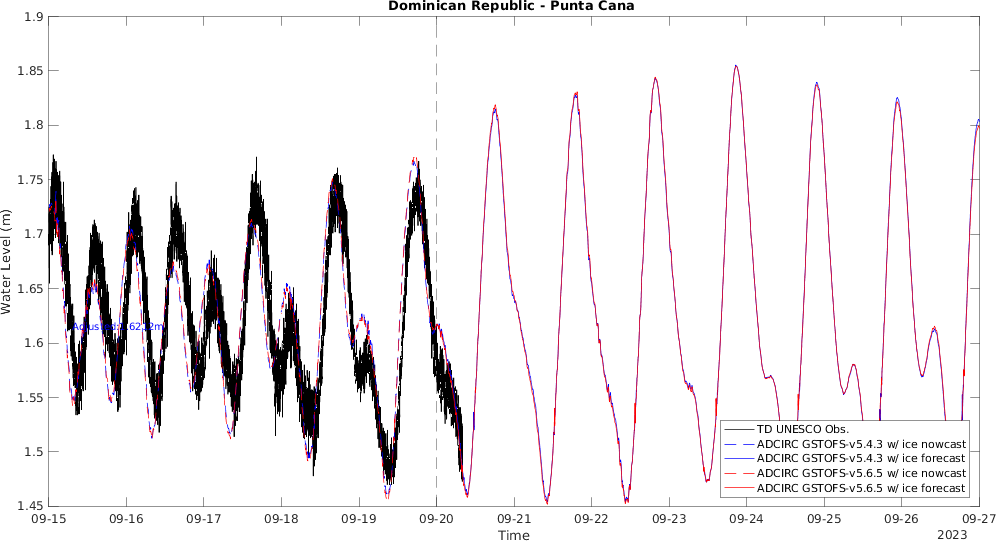 Dominican Republic - Punta Cana
Water Level (m)
1.9
1.85
1.8
1.75
1.7
1.65
1.6
1.55
1.5
1.45
TD UNESCO Obs.
ADCIRC GSTOFS-v5.4.3 w/ ice nowcast
ADCIRC GSTOFS-v5.4.3 w/ ice forecast
ADCIRC GSTOFS-v5.6.5 w/ ice nowcast
ADCIRC GSTOFS-v5.6.5 w/ ice forecast
09-15 09-16 09-17 09-18 09-19 09-20 09-21 09-22 09-23 09-24 09-25 09-26 09-27
Time
2023